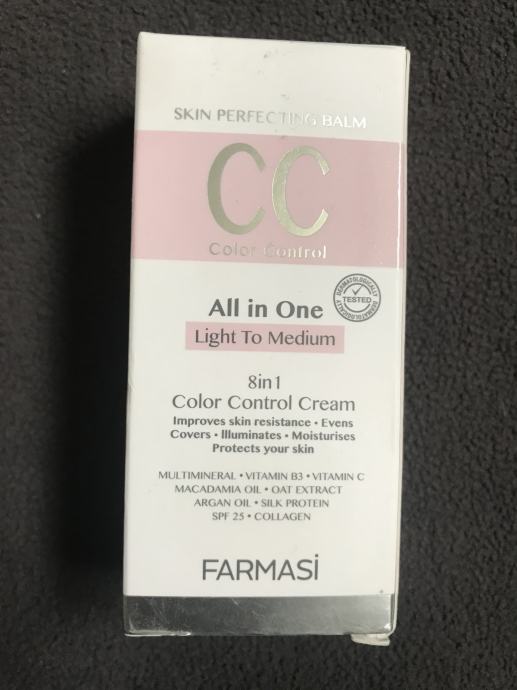 SKIN PERFECTING BALM
CC
Color Control
DERMATOLOGICALLY
TESTED
DERMATOLOGICALLY
All in One
Light To Medium
8in1
Color Control Cream
Improves skin resistance • Evens
Covers • Illuminates • Moisturises
Protects your skin
MULTIMINERAL • VITAMIN B3 • VITAMIN C
MACADAMIA OIL • OAT EXTRACT
ARGAN OIL • SILK PROTEIN
SPF 25 • COLLAGEN
FARMASİ